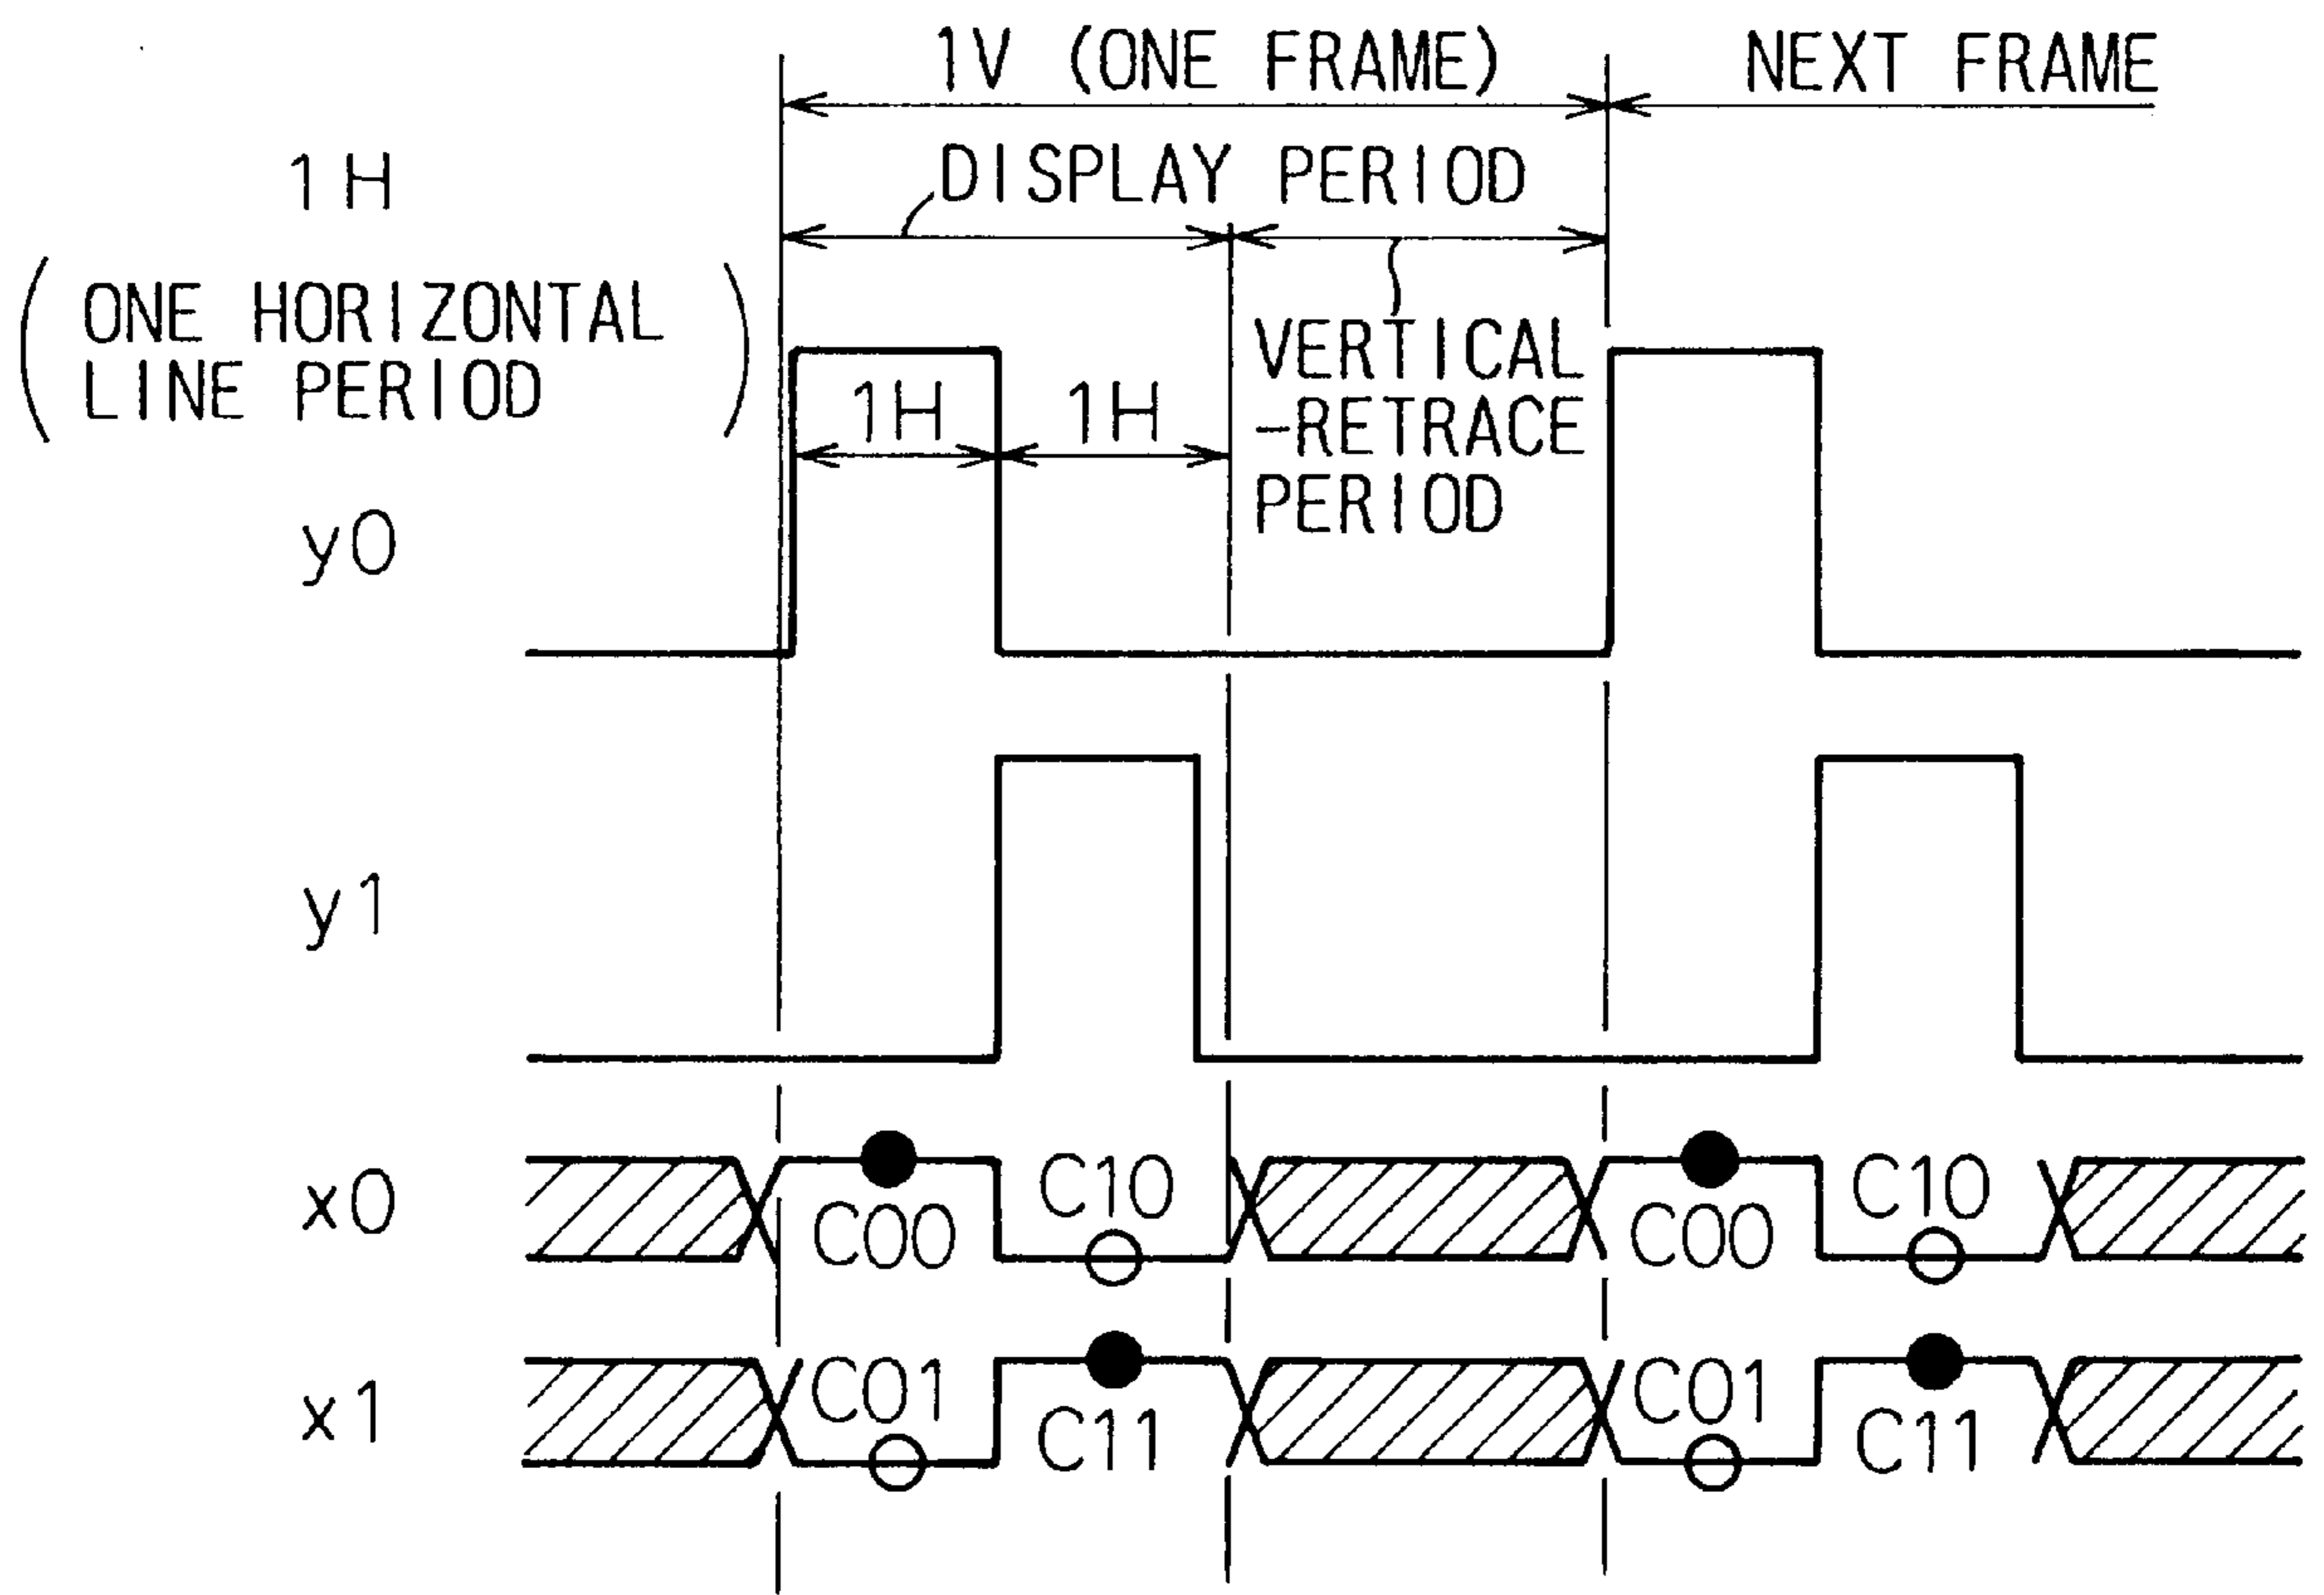 1V (ONE FRAME)
NEXT FRAME
DISPLAY PERIOD
1H
(ONE HORIZONTAL
LINE PERIOD)
VERTICAL
-RETRACE
PERIOD
1H
1H
y0
y1
x0
C00
C10
C00
C10
x1
C01
C11
C01
C11